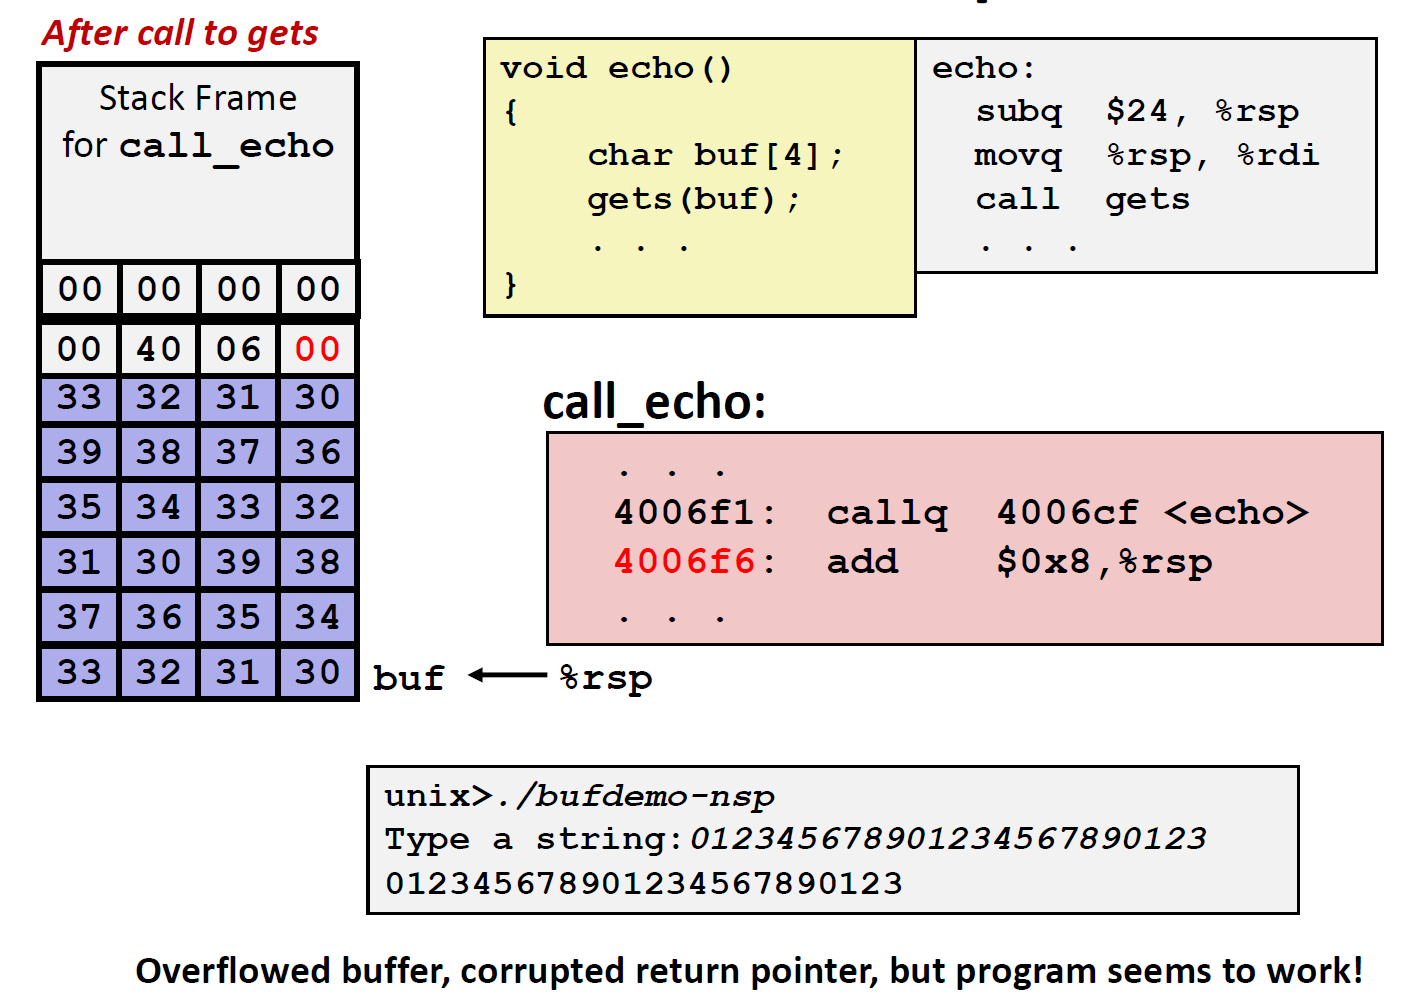 After call to gets
Stack Frame
for call_echo
00 00 00 00
00 40 06 00
33 32 31 30
39 38 37 36
35 34 33 32
31 30 39 38
37 36 35 34
33 32 31 30
buf
%rsp
void echo()
{
char buf[4];
gets(buf);
. . .
}
echo:
subq $24, %rsp
movq %rsp, %rdi
call gets
. . .
call_echo:
. . .
4006f1: callq 4006cf <echo>
4006f6: add $0x8,%rsp
. . .
unix>./bufdemo-nsp
Type a string:012345678901234567890123
012345678901234567890123
Overflowed buffer, corrupted return pointer, but program seems to work!